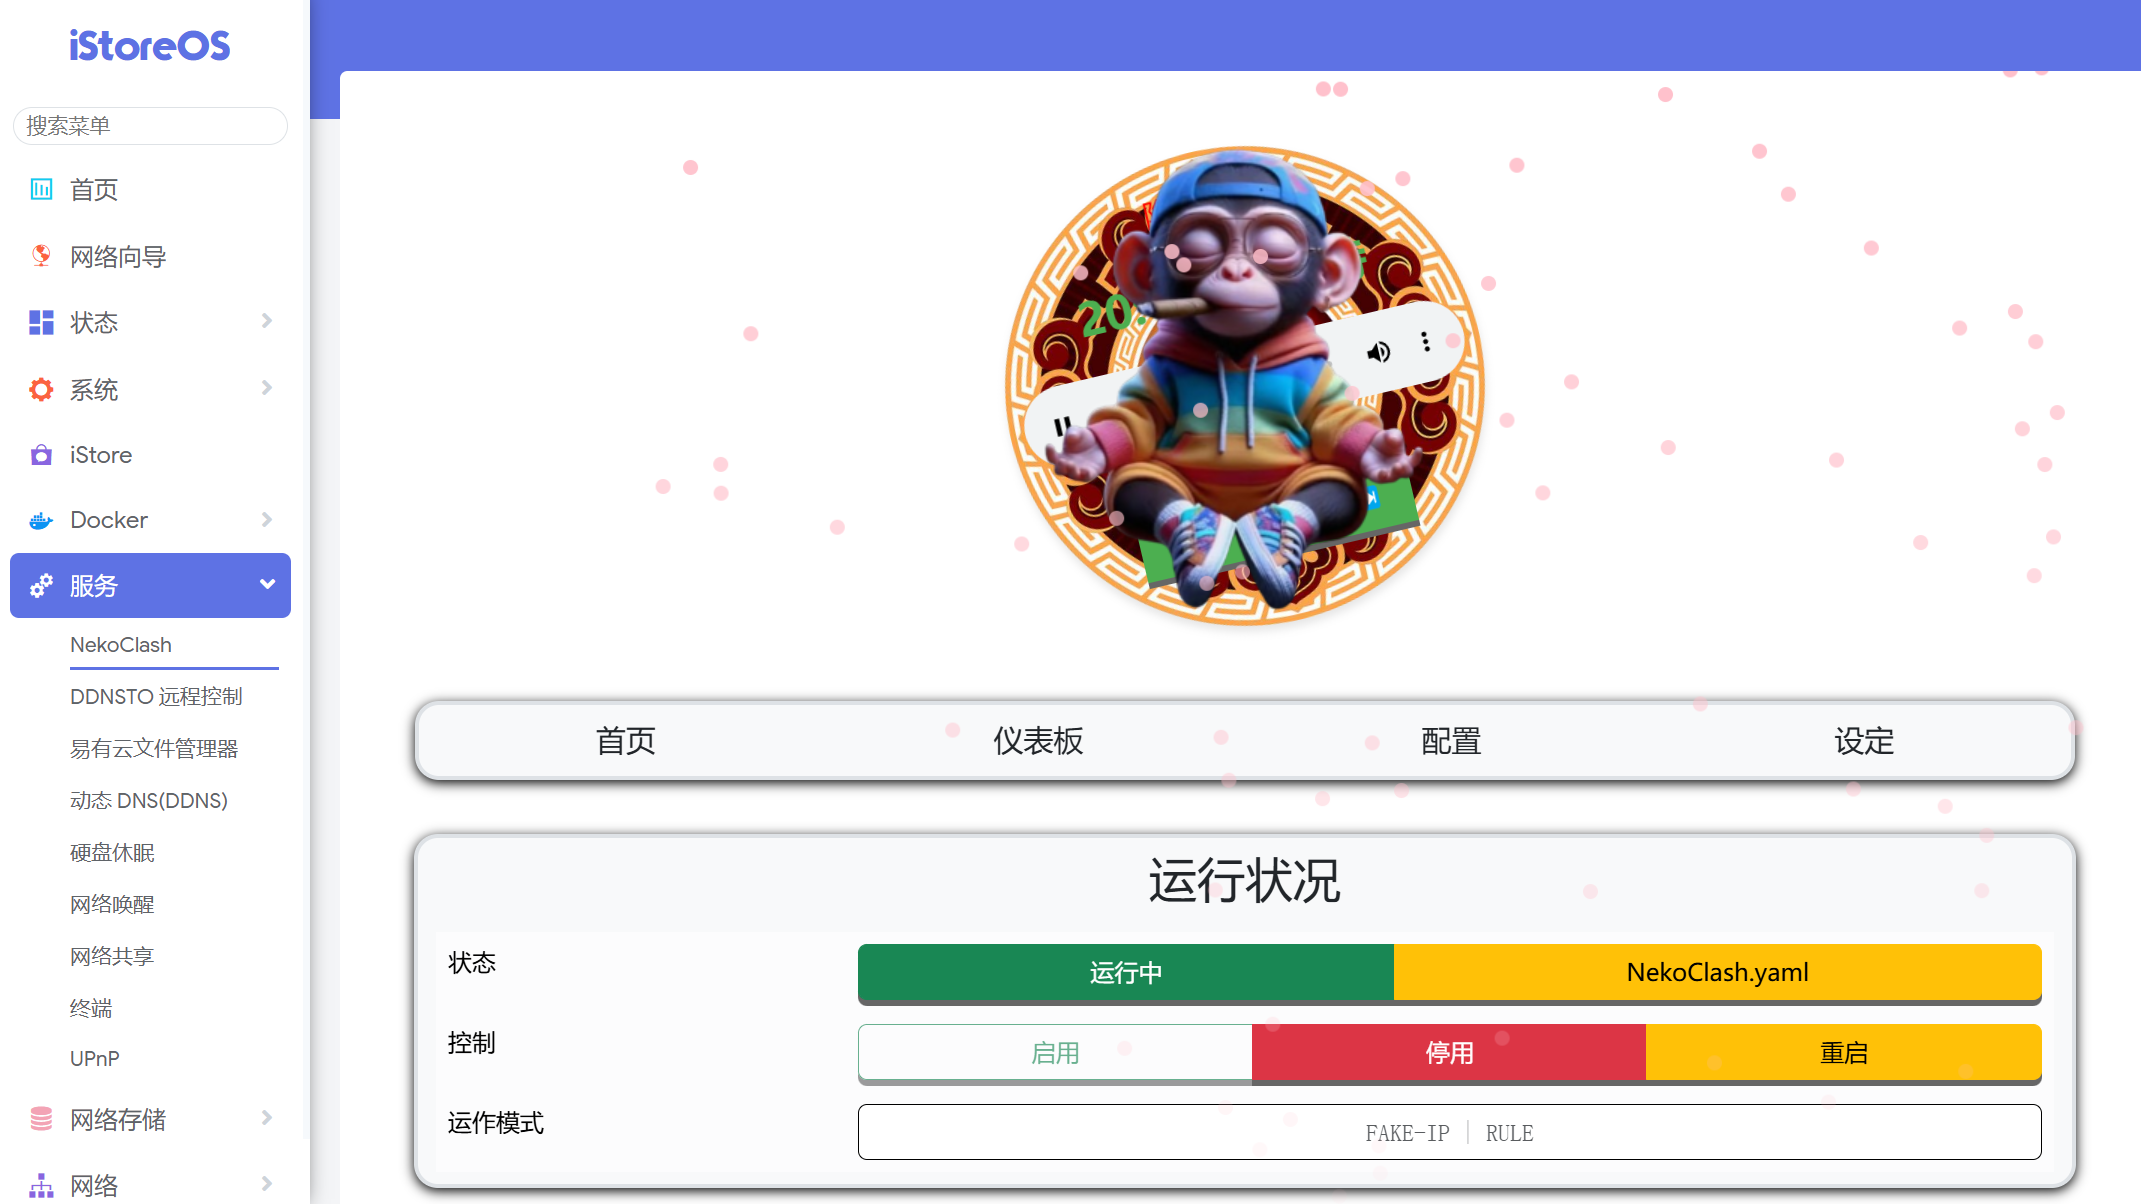 iStoreOS
搜索菜单
首页
网络向导
状态
系统
iStore
Docker
服务
NekoClash
DDNSTO 远程控制
易有云文件管理器
动态 DNS(DDNS)
硬盘休眠
网络唤醒
网络共享
终端
UPnP
网络存储
网络
20.
首页
仪表板
配置
设定
运行状况
状态
运行中
NekoClash.yaml
控制
启用
停用
重启
运作模式
FAKE-IP | RULE